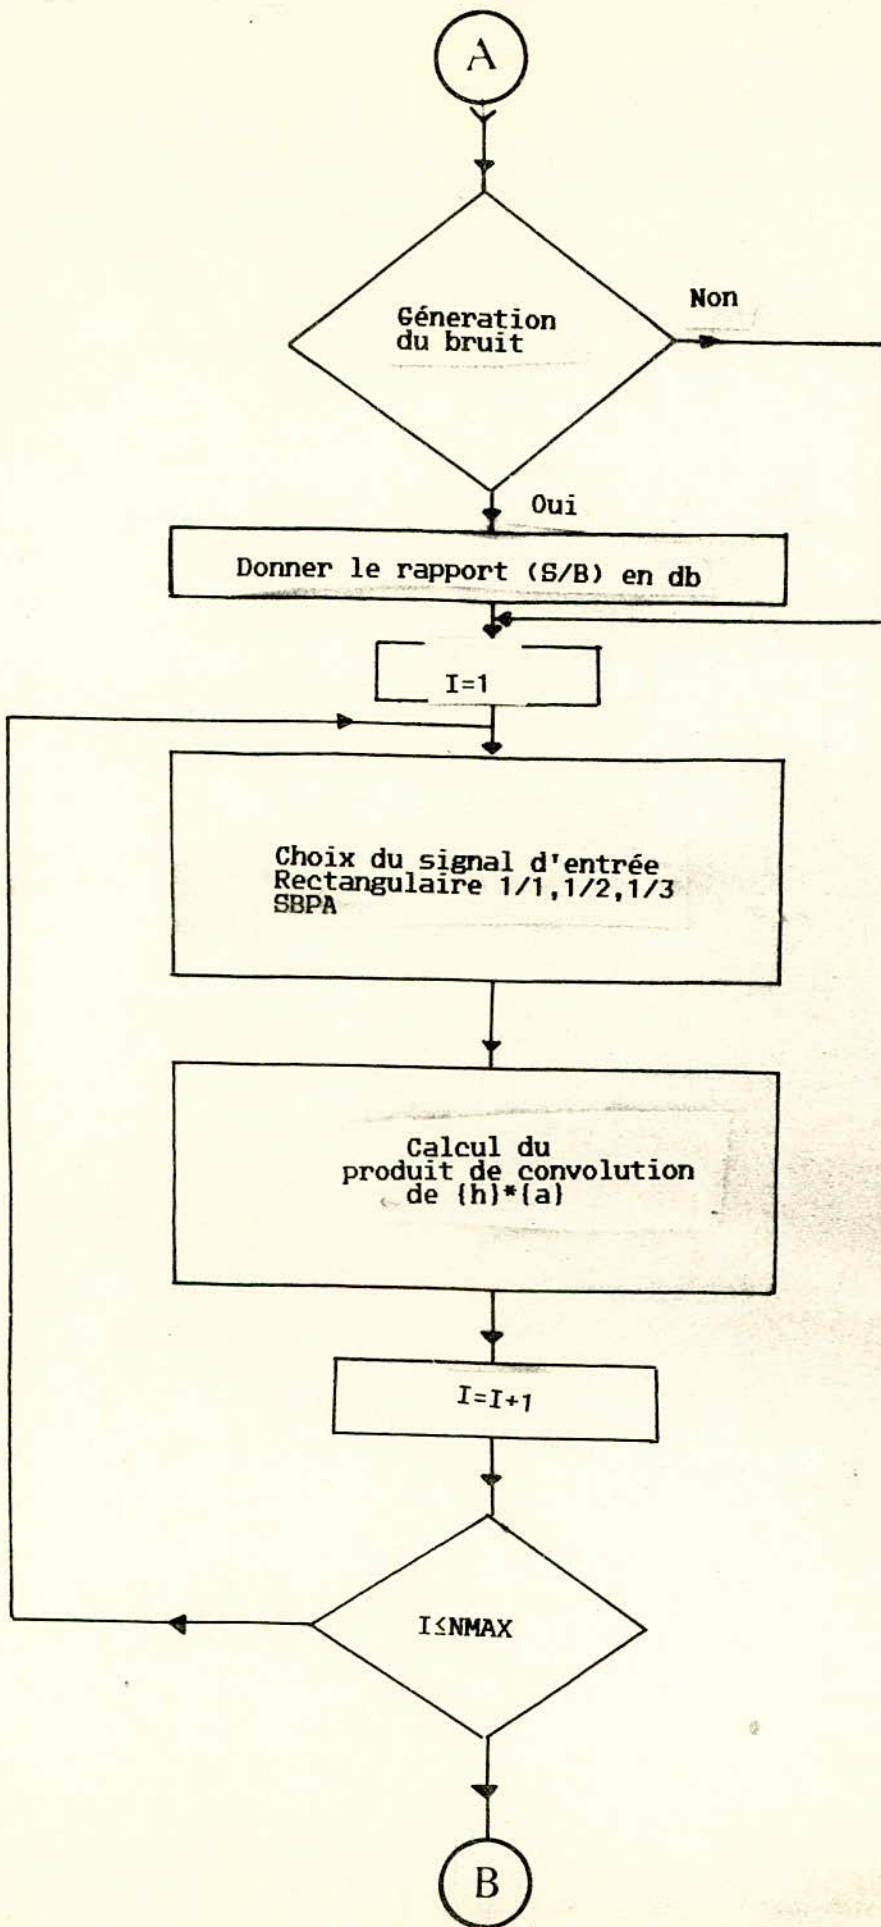 A
Non
Géneration
du bruit
Oui
Donner le rapport (S/B) en db
I=1
Choix du signal d'entrée
Rectangulaire 1/1,1/2,1/3
SBPA
Calcul du
produit de convolution
de {h}*{a}
I=I+1
I≤NMAX
B